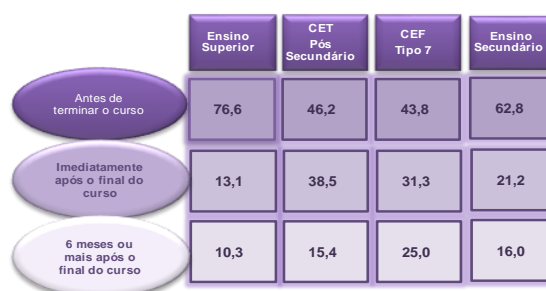 Ensino
Superior
CET
Pós
Secundário
CEF
Tipo 7
Ensino
Secundário
Antes de
terminar o curso
76,6
46,2
43,8
62,8
Imediatamente
após o final do
curso
13,1
38,5
31,3
21,2
6 meses ou
mais após o
final do curso
10,3
15,4
25,0
16,0